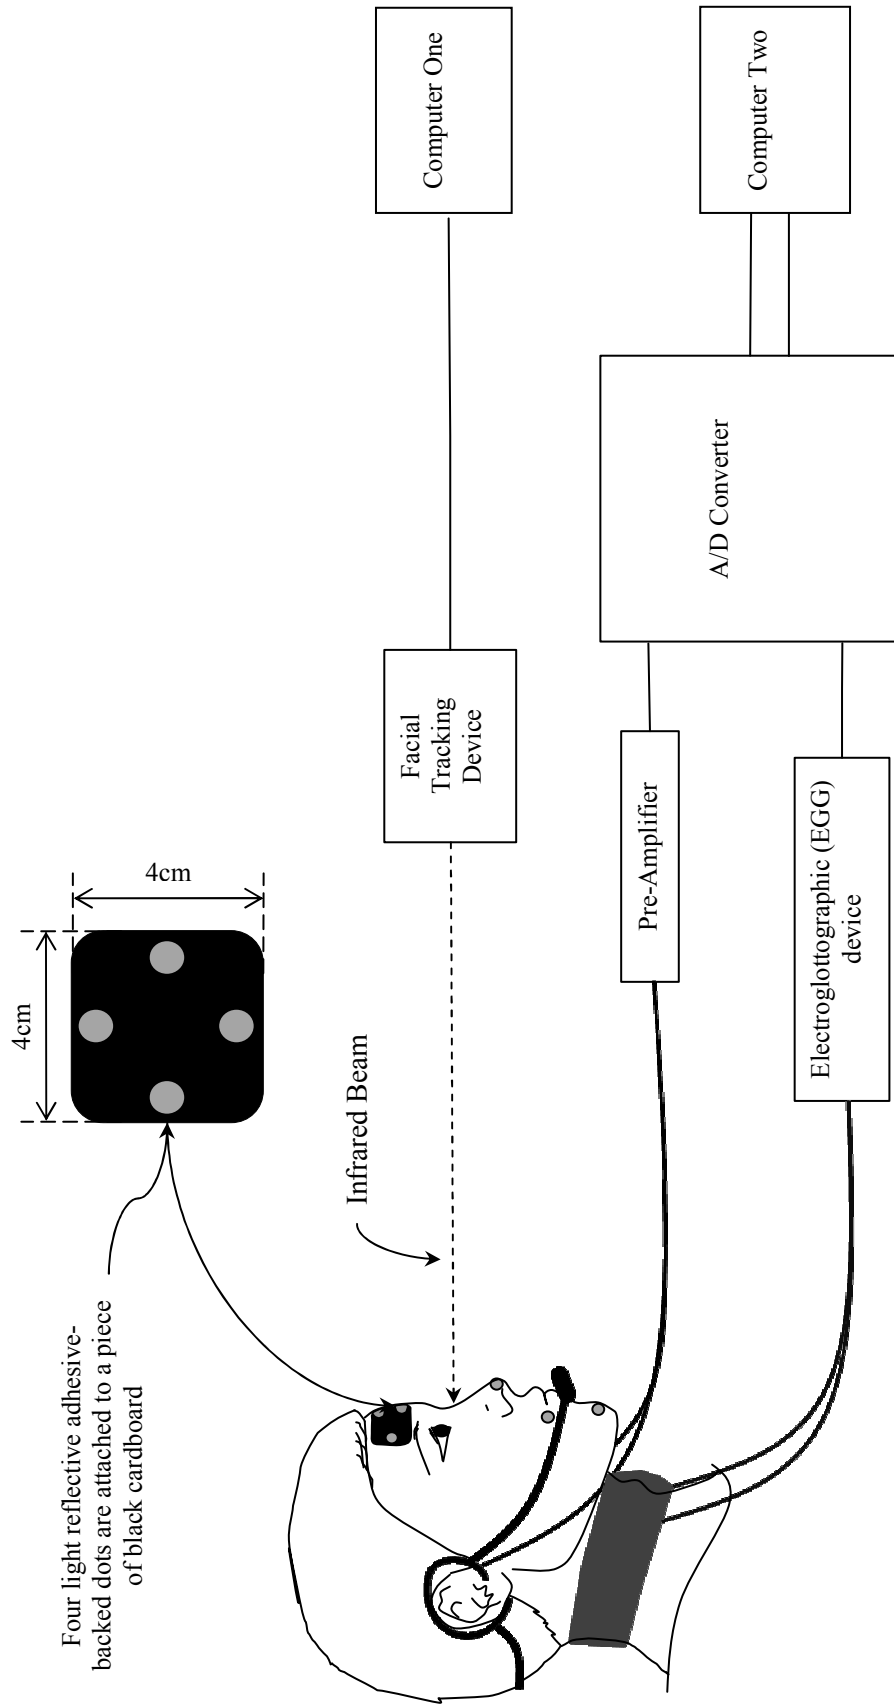 Four light reflective adhesive-
backed dots are attached to a piece
of black cardboard
4cm
4cm
Infrared Beam
Facial
Tracking
Device
Computer One
Pre-Amplifier
Electroglottographic (EGG)
device
A/D Converter
Computer Two